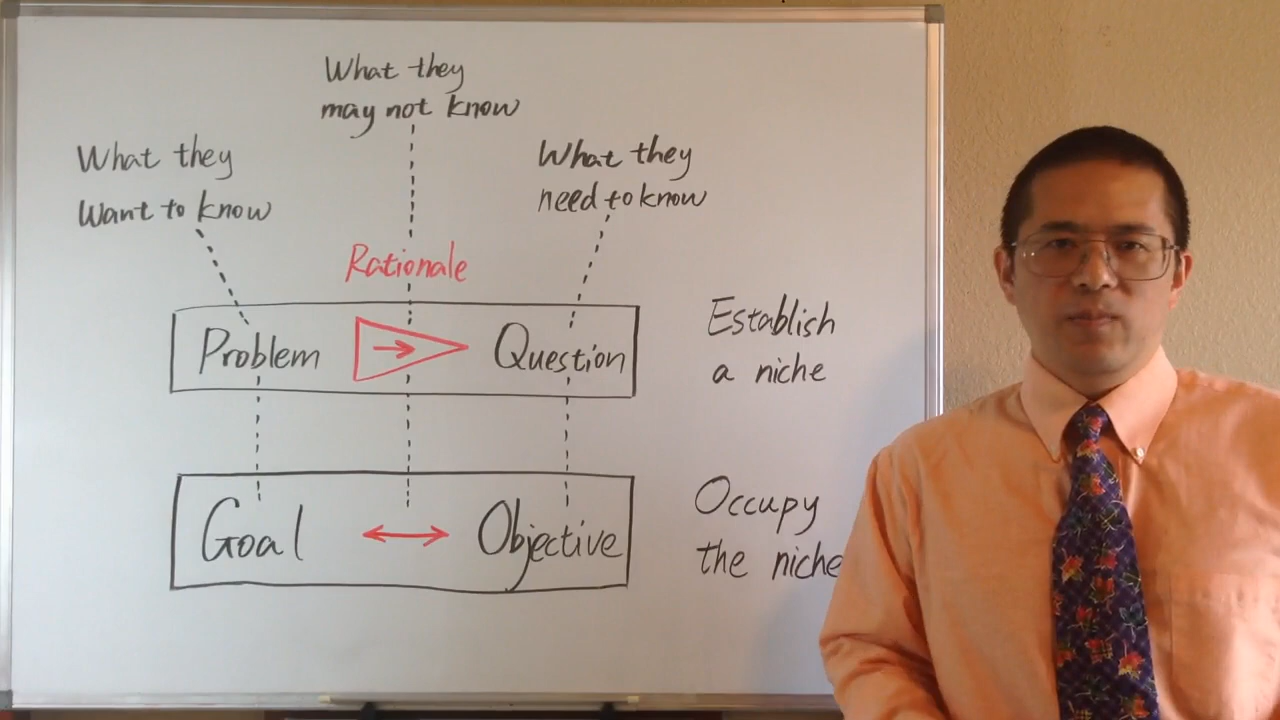 What they
may not know
What they
want to know
What they
need to know
Rationale
Problem
Question
Establish
a niche
Goal
Objective
Occupy
the niche